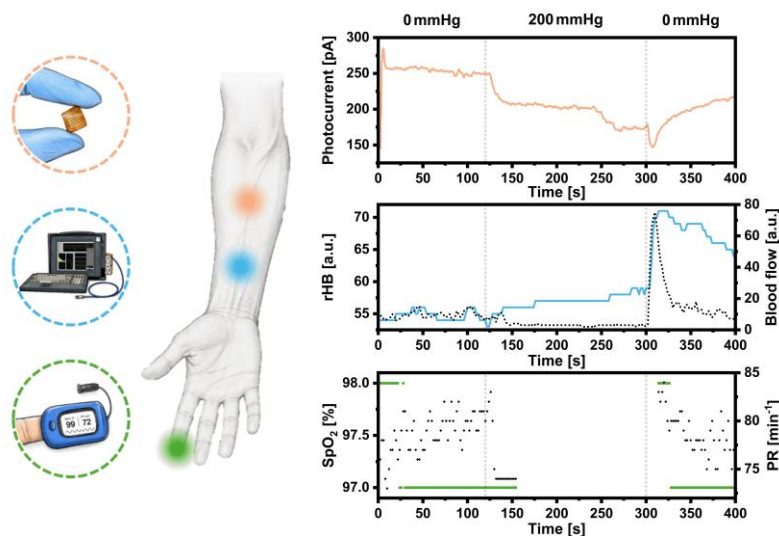 0 mmHg 200 mmHg 0 mmHg
Photocurrent [pA]
300
250
200
150
0 50 100 150 200 250 300 350 400
Time [s]
rHB [a.u.]
70
65
60
55
Blood flow [a.u.]
80
60
40
20
0
0 50 100 150 200 250 300 350 400
Time [s]
SpO₂ [%]
98.0
97.5
97.0
PR [min⁻¹]
85
80
75
0 50 100 150 200 250 300 350 400
Time [s]
99 72